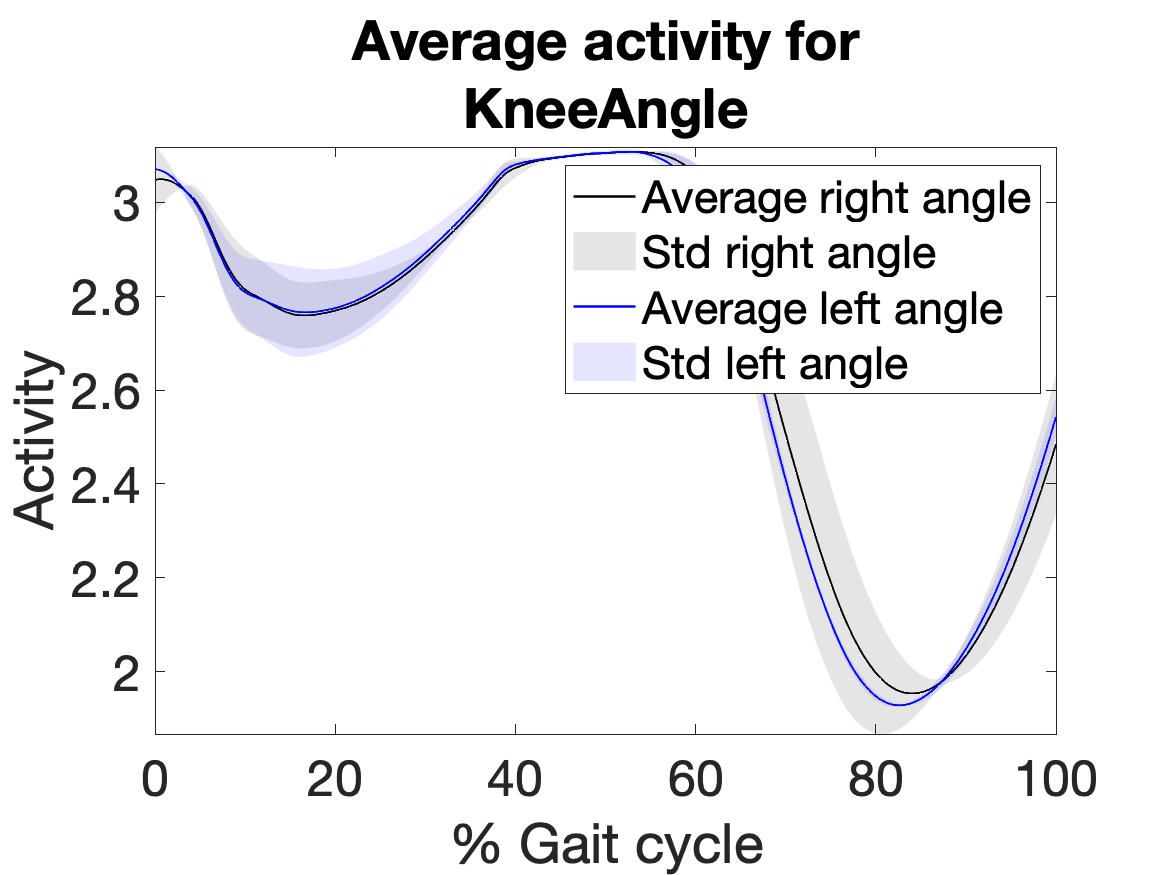 Average activity for
KneeAngle
Average right angle
Std right angle
Average left angle
Std left angle
Activity
3
2.8
2.6
2.4
2.2
2
0 20 40 60 80 100
% Gait cycle